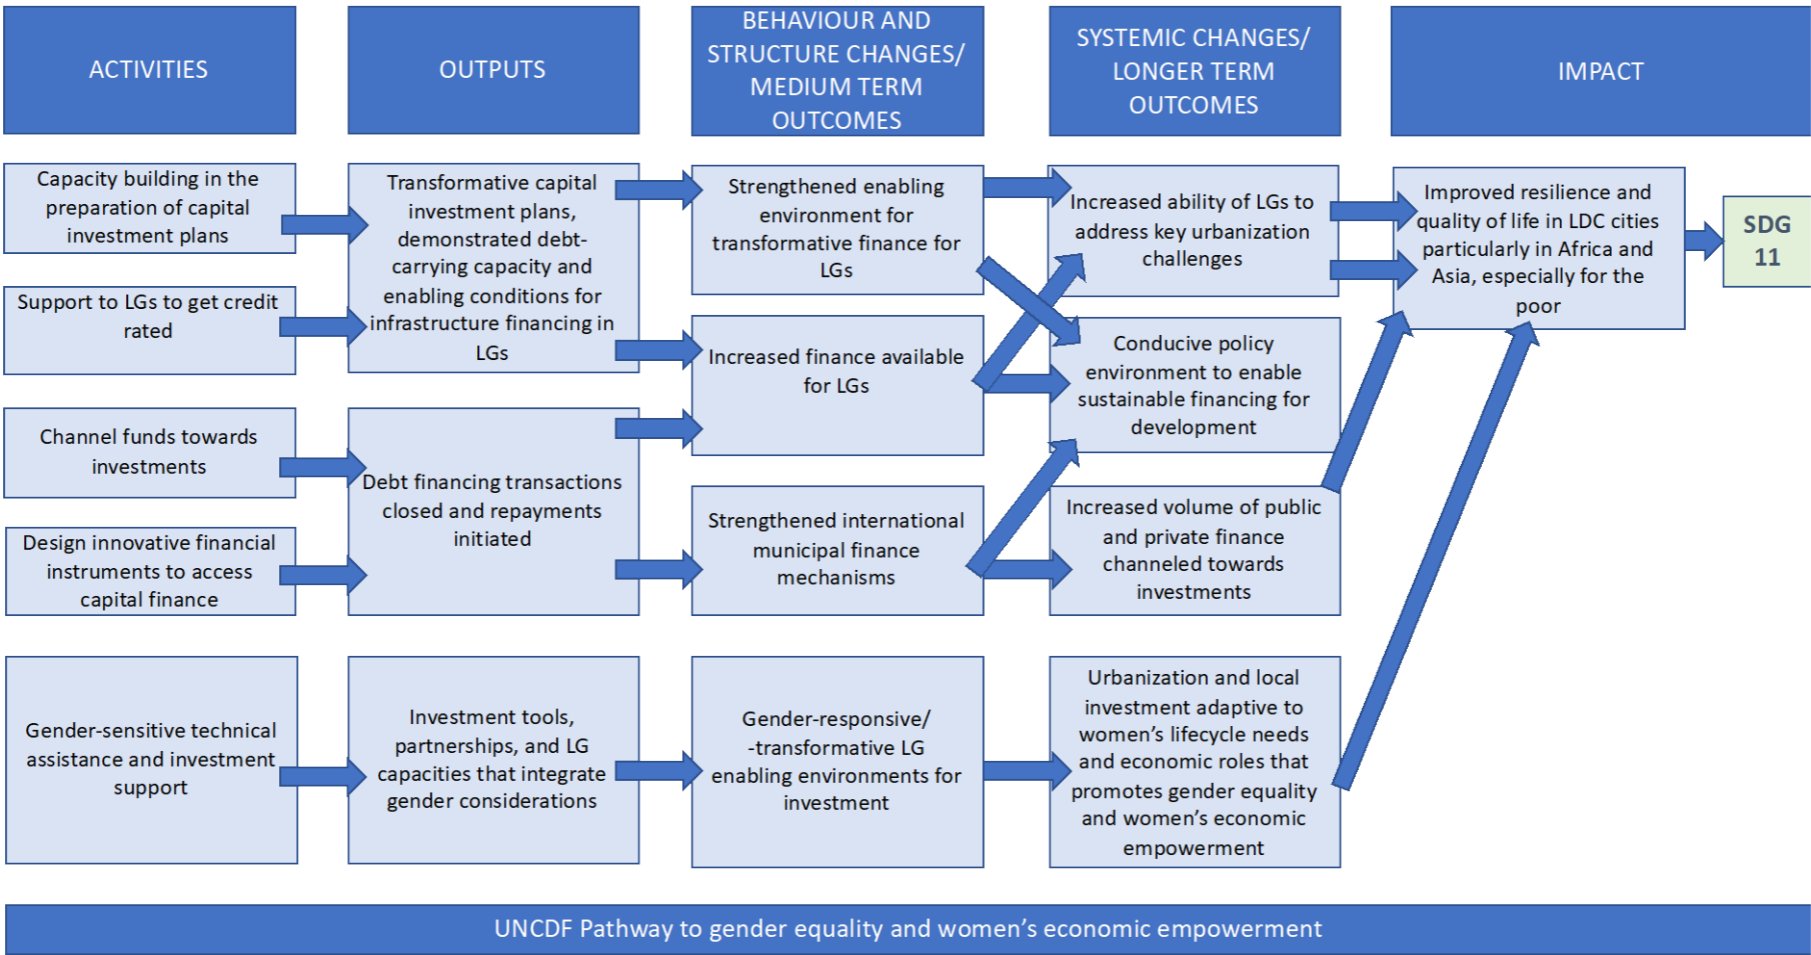 ACTIVITIES
OUTPUTS
BEHAVIOUR AND
STRUCTURE CHANGES/
MEDIUM TERM
OUTCOMES
SYSTEMIC CHANGES/
LONGER TERM
OUTCOMES
IMPACT
Capacity building in the
preparation of capital
investment plans
Support to LGs to get credit
rated
Channel funds towards
investments
Design innovative financial
instruments to access
capital finance
Gender-sensitive technical
assistance and investment
support
Transformative capital
investment plans,
demonstrated debt-
carrying capacity and
enabling conditions for
infrastructure financing in
LGs
Debt financing transactions
closed and repayments
initiated
Investment tools,
partnerships, and LG
capacities that integrate
gender considerations
Strengthened enabling
environment for
transformative finance for
LGs
Increased finance available
for LGs
Strengthened international
municipal finance
mechanisms
Gender-responsive/
-transformative LG
enabling environments for
investment
Increased ability of LGs to
address key urbanization
challenges
Conducive policy
environment to enable
sustainable financing for
development
Increased volume of public
and private finance
channeled towards
investments
Urbanization and local
investment adaptive to
women's lifecycle needs
and economic roles that
promotes gender equality
and women's economic
empowerment
Improved resilience and
quality of life in LDC cities
particularly in Africa and
Asia, especially for the
poor
SDG
11
UNCDF Pathway to gender equality and women's economic empowerment